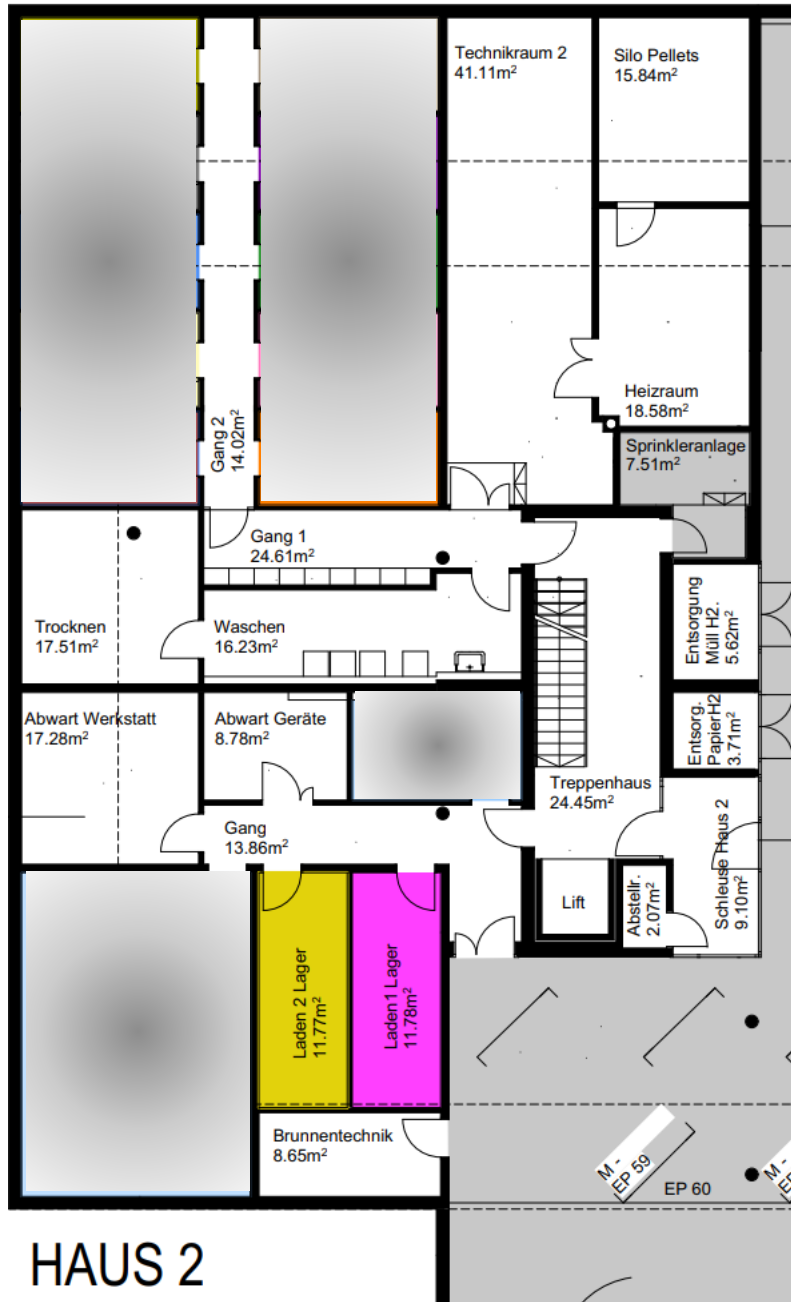 Technikraum 2
41.11m²
Silo Pellets
15.84m²
Heizraum
18.58m²
Gang 2
14.02m²
Sprinkleranlage
7.51m²
Gang 1
24.61m²
Trocknen
17.51m²
Waschen
16.23m²
Entsorgung
Müll H2.
5.62m²
Abwart Werkstatt
17.28m²
Abwart Geräte
8.78m²
Entsorg.
PapierH2
3.71m²
Treppenhaus
24.45m²
Gang
13.86m²
Schleuse Haus 2
9.10m²
Lift
Abstellr.
2.07m²
Laden 2 Lager
11.77m²
Laden1 Lager
11.78m²
Brunnentechnik
8.65m²
M -
EP 59
EP 60
M -
HAUS 2